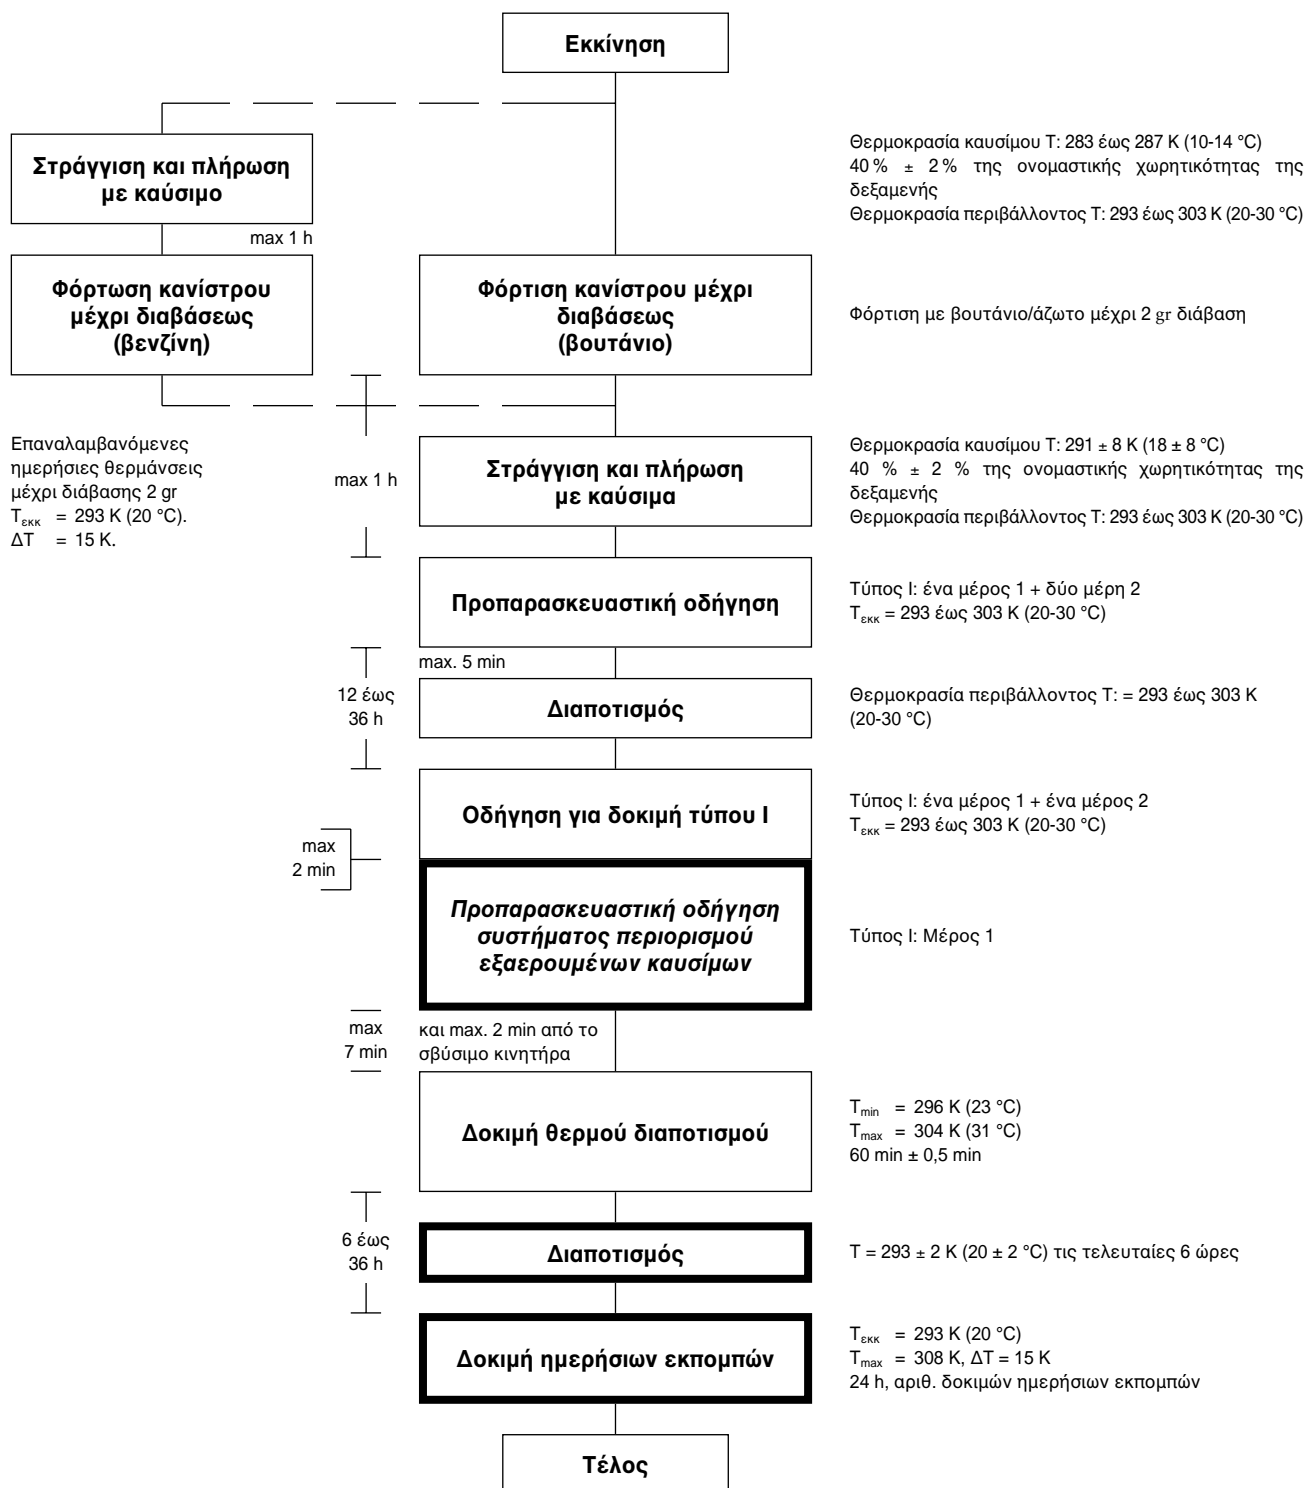 Εκκίνηση
Στράγγιση και πλήρωση
με καύσιμο
Θερμοκρασία καυσίμου Τ: 283 έως 287 K (10-14 °C)
40 % ± 2 % της ονομαστικής χωρητικότητας της
δεξαμενής
Θερμοκρασία περιβάλλοντος Τ: 293 έως 303 K (20-30 °C)
max 1 h
Φόρτωση κανίστρου
μέχρι διαβάσεως
(βενζίνη)
Φόρτιση κανίστρου μέχρι
διαβάσεως
(βουτάνιο)
Φόρτιση με βουτάνιο/άζωτο μέχρι 2 gr διάβαση
Επαναλαμβανόμενες
ημερήσιες θερμάνσεις
μέχρι διάβασης 2 gr
Τεκκ = 293 K (20 °C).
ΔΤ = 15 K.
max 1 h
Στράγγιση και πλήρωση
με καύσιμα
Θερμοκρασία καυσίμου Τ: 291 ± 8 K (18 ± 8 °C)
40 % ± 2 % της ονομαστικής χωρητικότητας της
δεξαμενής
Θερμοκρασία περιβάλλοντος Τ: 293 έως 303 K (20-30 °C)
Προπαρασκευαστική οδήγηση
Τύπος I: ένα μέρος 1 + δύο μέρη 2
Τεκκ = 293 έως 303 K (20-30 °C)
max. 5 min
12 έως
36 h
Διαποτισμός
Θερμοκρασία περιβάλλοντος Τ: = 293 έως 303 K
(20-30 °C)
Οδήγηση για δοκιμή τύπου I
Τύπος I: ένα μέρος 1 + ένα μέρος 2
Τεκκ = 293 έως 303 K (20-30 °C)
max
2 min
Προπαρασκευαστική οδήγηση
συστήματος περιορισμού
εξαερουμένων καυσίμων
Τύπος I: Μέρος 1
max
7 min
και max. 2 min από το
σβύσιμο κινητήρα
Δοκιμή θερμού διαποτισμού
Tmin = 296 K (23 °C)
Tmax = 304 K (31 °C)
60 min ± 0,5 min
6 έως
36 h
Διαποτισμός
T = 293 ± 2 K (20 ± 2 °C) τις τελευταίες 6 ώρες
Δοκιμή ημερήσιων εκπομπών
Τεκκ = 293 K (20 °C)
Tmax = 308 K, ΔΤ = 15 K
24 h, αριθ. δοκιμών ημερήσιων εκπομπών
Τέλος